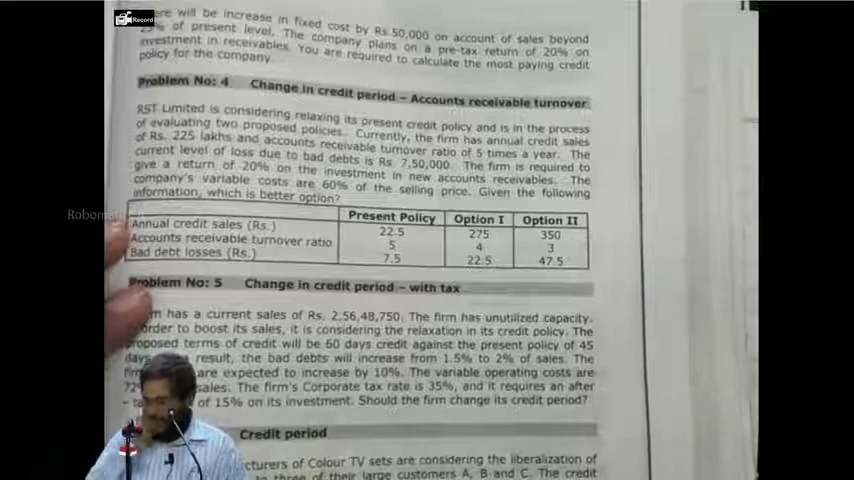 Record
ere will be increase in fixed cost by Rs.50,000 on account of sales beyond
25% of present level. The company plans on a pre-tax return of 20% on
investment in receivables. You are required to calculate the most paying credit
policy for the company.
Problem No: 4 Change in credit period – Accounts receivable turnover
RST Limited is considering relaxing its present credit policy and is in the process
of evaluating two proposed policies. Currently, the firm has annual credit sales
of Rs. 225 lakhs and accounts receivable turnover ratio of 5 times a year. The
current level of loss due to bad debts is Rs 7,50,000. The firm is required to
give a return of 20% on the investment in new accounts receivables. The
company's variable costs are 60% of the selling price. Given the following
information, which is better option?
Present Policy Option I Option II
Annual credit sales (Rs.) 22.5 275 350
Accounts receivable turnover ratio 5 4 3
Bad debt losses (Rs.) 7.5 22.5 47.5
Roboma
Problem No: 5 Change in credit period – with tax
m has a current sales of Rs. 2,56,48,750. The firm has unutilized capacity.
order to boost its sales, it is considering the relaxation in its credit policy. The
proposed terms of credit will be 60 days credit against the present policy of 45
days result, the bad debts will increase from 1.5% to 2% of sales. The
firm are expected to increase by 10%. The variable operating costs are
72 sales. The firm's Corporate tax rate is 35%, and it requires an after
– ta of 15% on its investment. Should the firm change its credit period?
Credit period
cturers of Colour TV sets are considering the liberalization of
to three of their large customers A, B and C. The credit